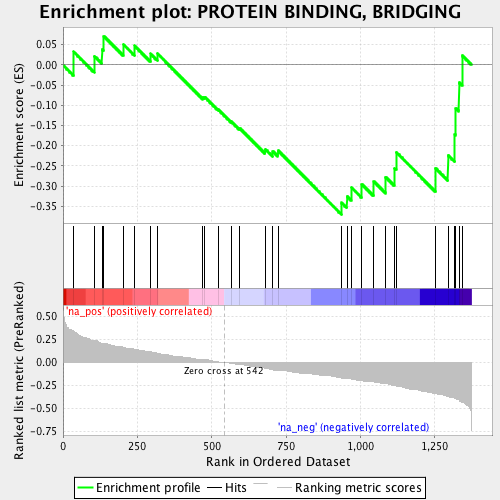 Enrichment plot: PROTEIN BINDING, BRIDGING
Enrichment score (ES)
0.05
0.00
-0.05
-0.10
-0.15
-0.20
-0.25
-0.30
-0.35
'na_pos' (positively correlated)
Ranked list metric (PreRanked)
0.50
0.25
0.00
-0.25
-0.50
-0.75
Zero cross at 542
'na_neg' (negatively correlated)
0
250
500
750
1,000
1,250
Rank in Ordered Dataset
Enrichment profile
Hits
Ranking metric scores